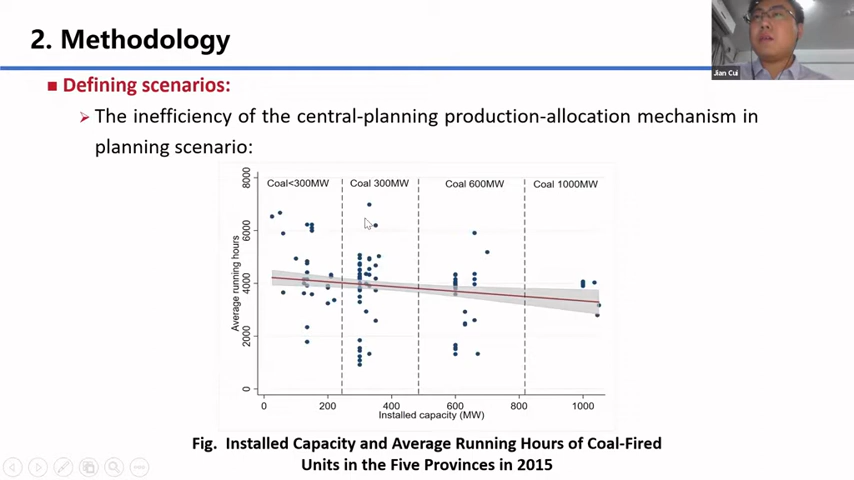 2. Methodology
Jian Cui
Defining scenarios:
The inefficiency of the central-planning production-allocation mechanism in
planning scenario:
Coal<300MW
Coal 300MW
Coal 600MW
Coal 1000MW
8000
6000
4000
2000
0
Average running hours
0 200 400 600 800 1000
Installed capacity (MW)
Fig. Installed Capacity and Average Running Hours of Coal-Fired
Units in the Five Provinces in 2015